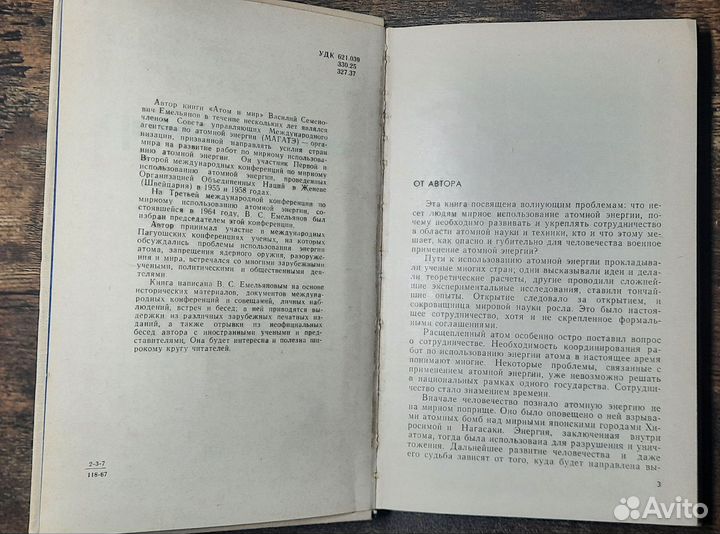 УДК 621.039
330.25
327.37
Автор книги «Атом и мир» Василий Семено-
вич Емельянов в течение нескольких лет являлся
членом Совета управляющих Международного
агентства по атомной энергии (МАГАТЭ) — орга-
низации, призванной направлять усилия стран
мира на развитие работ по мирному использова-
нию атомной энергии. Он участник Первой и
Второй международных конференций по мирному
использованию атомной энергии, проведенных
Организацией Объединенных Наций в Женеве
(Швейцария) в 1955 и 1958 годах.
На Третьей международной конференции по
мирному использованию атомной энергии, со-
стоявшейся в 1964 году, В. С. Емельянов был
избран председателем этой конференции.
Автор принимал участие в международных
Пагуошских конференциях ученых, на которых
обсуждались проблемы использования энергии
атома, запрещения ядерного оружия, разоруже-
ния и мира, встречался со многими зарубежными
учеными, политическими и общественными дея-
телями.
Книга написана В. С. Емельяновым на основе
исторических материалов, документов междуна-
родных конференций и совещаний, личных наб-
людений, встреч и бесед; в ней приводятся вы-
держки из различных зарубежных печатных изда-
ний, а также отрывки из неофициальных
бесед автора с иностранными учеными и пред-
ставителями. Она будет интересна и полезна ши-
рокому кругу читателей.
2-3-7
118-67
ОТ АВТОРА
Эта книга посвящена волнующим проблемам: что не-
сет людям мирное использование атомной энергии, по-
чему необходимо развивать и укреплять сотрудничество
в области атомной науки и техники, кто и что этому ме-
шает, как опасно и губительно для человечества военное
применение атомной энергии?
Пути к использованию атомной энергии прокладыва-
ли ученые многих стран; одни высказывали идеи и дела-
ли теоретические расчеты, другие проводили сложней-
шие экспериментальные исследования, ставили тончай-
шие опыты. Открытие следовало за открытием, и
сокровищница мировой науки росла. Это было настоя-
щее сотрудничество, хотя и не скрепленное формаль-
ными соглашениями.
Расщепленный атом особенно остро поставил вопрос
о сотрудничестве. Необходимость координирования ра-
бот по использованию энергии атома в настоящее время
понимают многие. Некоторые проблемы, связанные с
применением атомной энергии, уже невозможно решать
в национальных рамках одного государства. Сотрудни-
чество стало знамением времени.
Вначале человечество познало атомную энергию не
на мирном поприще. Оно было оповещено о ней взрыва-
ми атомных бомб над мирными японскими городами Хи-
росимой и Нагасаки. Энергия, заключенная внутри
атома, тогда была использована для разрушения и унич-
тожения. Дальнейшее развитие человечества и даже
его судьба зависят от того, куда будет направлена вы-
3
Avito